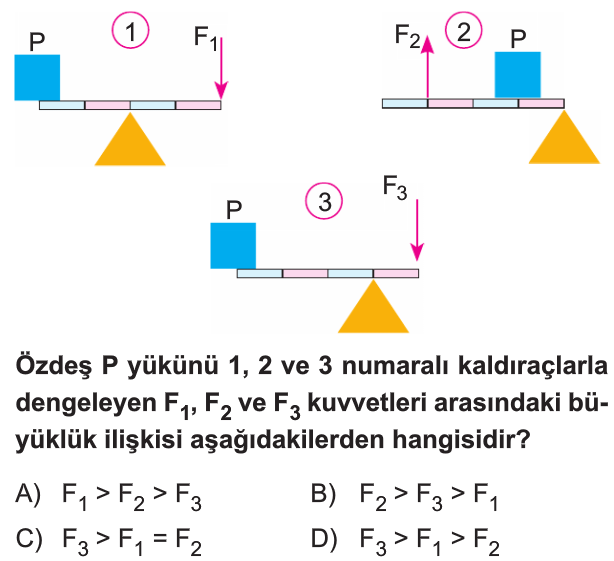 P
1
F₁
F₂
2
P
P
3
F₃
Özdeş P yükünü 1, 2 ve 3 numaralı kaldıraçlarla
dengeleyen F₁, F₂ ve F₃ kuvvetleri arasındaki bü-
yüklük ilişkisi aşağıdakilerden hangisidir?
A) F₁ > F₂ > F₃ B) F₂ > F₃ > F₁
C) F₃ > F₁ = F₂ D) F₃ > F₁ > F₂